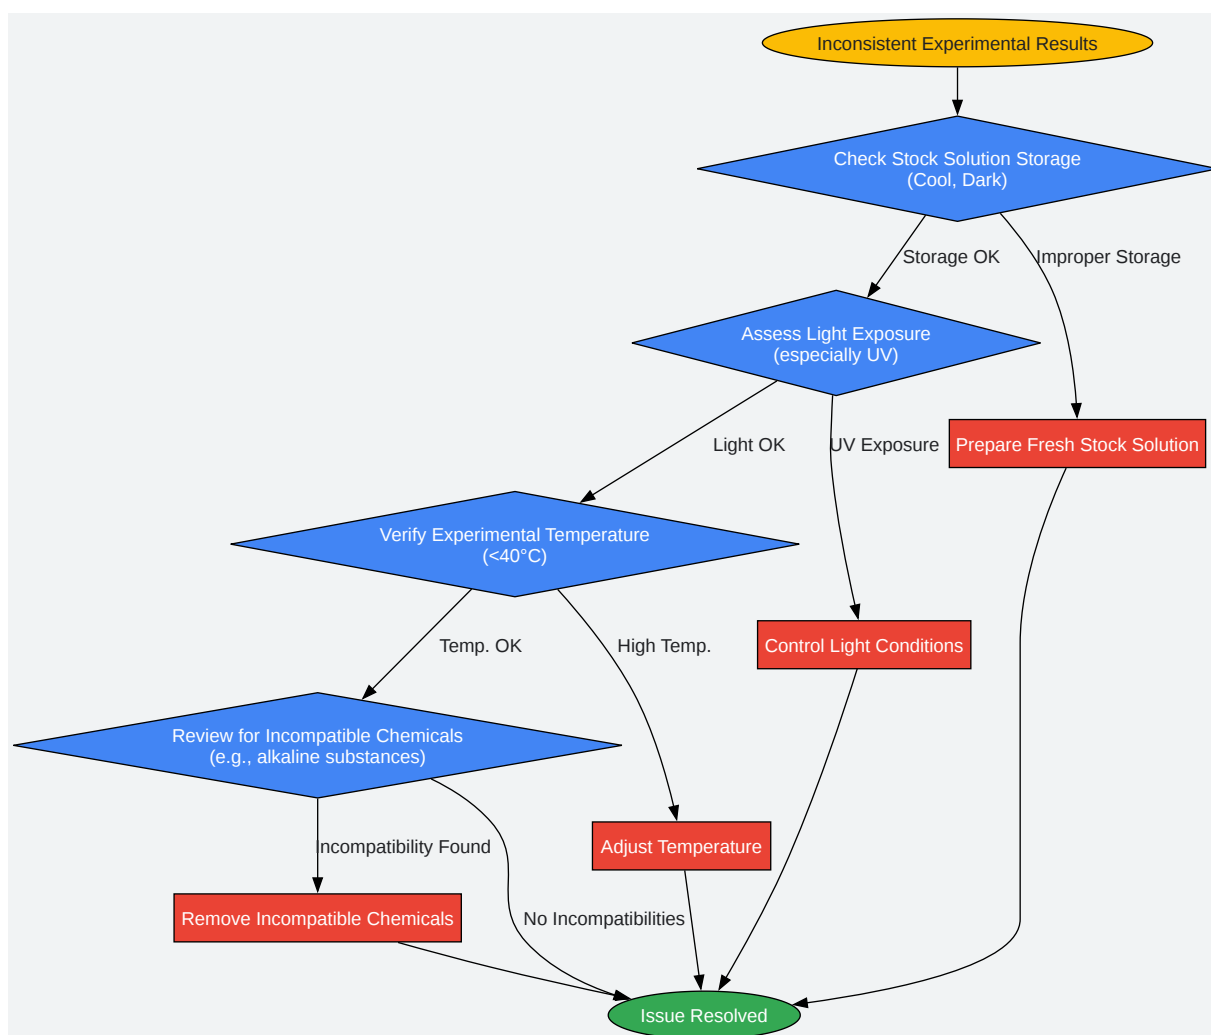 Inconsistent Experimental Results
Check Stock Solution Storage
(Cool, Dark)
Storage OK
Improper Storage
Assess Light Exposure
(especially UV)
Light OK
UV Exposure
Prepare Fresh Stock Solution
Verify Experimental Temperature
(<40°C)
Temp. OK
High Temp.
Control Light Conditions
Review for Incompatible Chemicals
(e.g., alkaline substances)
Incompatibility Found
Adjust Temperature
Remove Incompatible Chemicals
No Incompatibilities
Issue Resolved